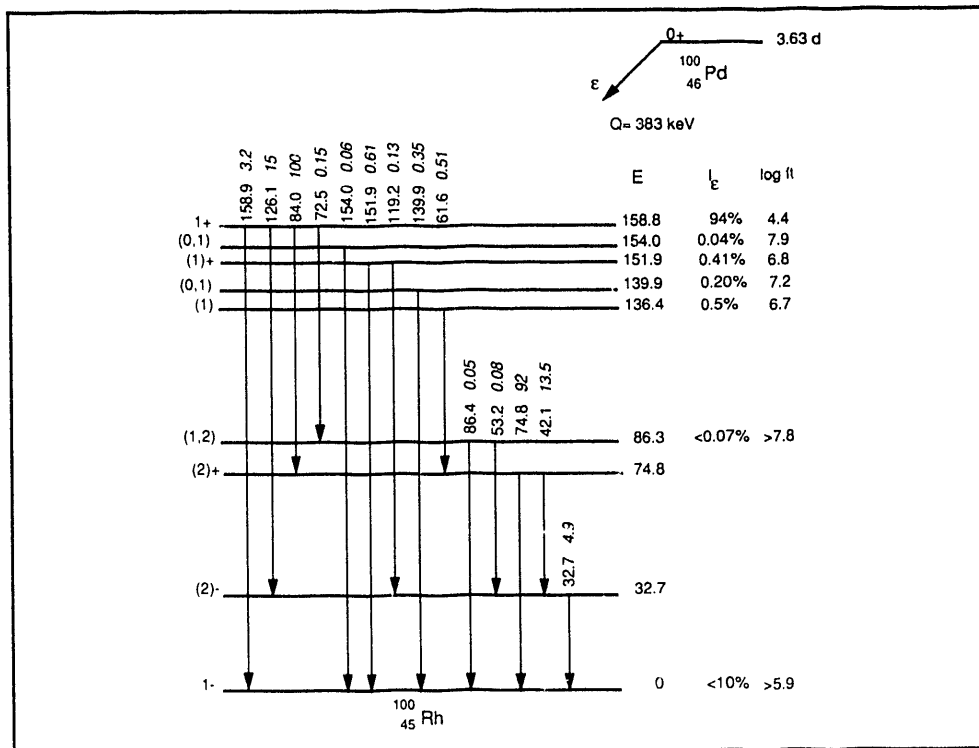 0+ 3.63 d
100
46 Pd
ε
Q= 383 keV
158.9 3.2
126.1 15
84.0 100
72.5 0.15
154.0 0.06
151.9 0.61
119.2 0.13
139.9 0.35
61.6 0.51
E I ε log ft
1+ 158.8 94% 4.4
(0,1) 154.0 0.04% 7.9
(1)+ 151.9 0.41% 6.8
(0,1) 139.9 0.20% 7.2
(1) 136.4 0.5% 6.7
86.4 0.05
53.2 0.08
74.8 92
42.1 13.5
(1,2) 86.3 <0.07% >7.8
(2)+ 74.8
32.7 4.9
(2)- 32.7
1- 0 <10% >5.9
100
45 Rh